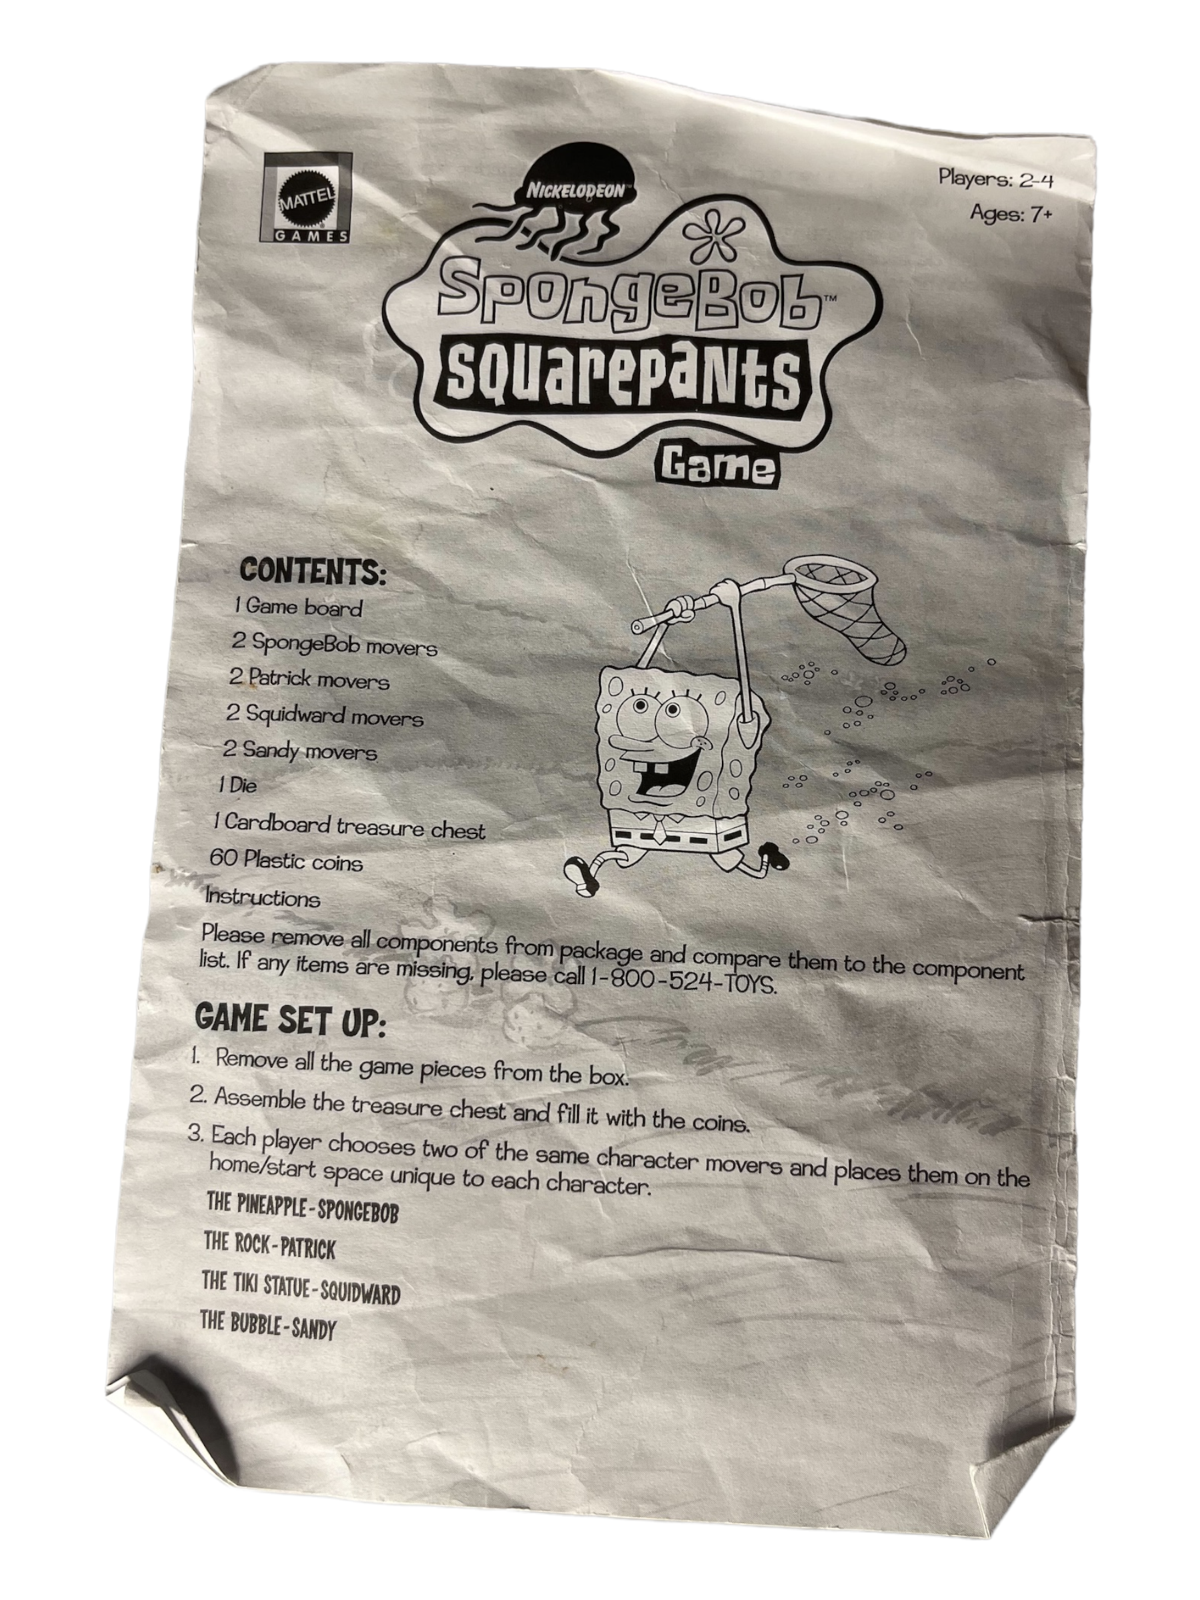 MATTEL
GAMES
Players: 2-4
Ages: 7+
NICKELODEON
SpongeBob™
SQUAREPANTS
Game
CONTENTS:
1 Game board
2 SpongeBob movers
2 Patrick movers
2 Squidward movers
2 Sandy movers
1 Die
1 Cardboard treasure chest
60 Plastic coins
Instructions
Please remove all components from package and compare them to the component
list. If any items are missing, please call 1-800-524-TOYS.
GAME SET UP:
1. Remove all the game pieces from the box.
2. Assemble the treasure chest and fill it with the coins.
3. Each player chooses two of the same character movers and places them on the
home/start space unique to each character.
THE PINEAPPLE-SPONGEBOB
THE ROCK-PATRICK
THE TIKI STATUE-SQUIDWARD
THE BUBBLE-SANDY